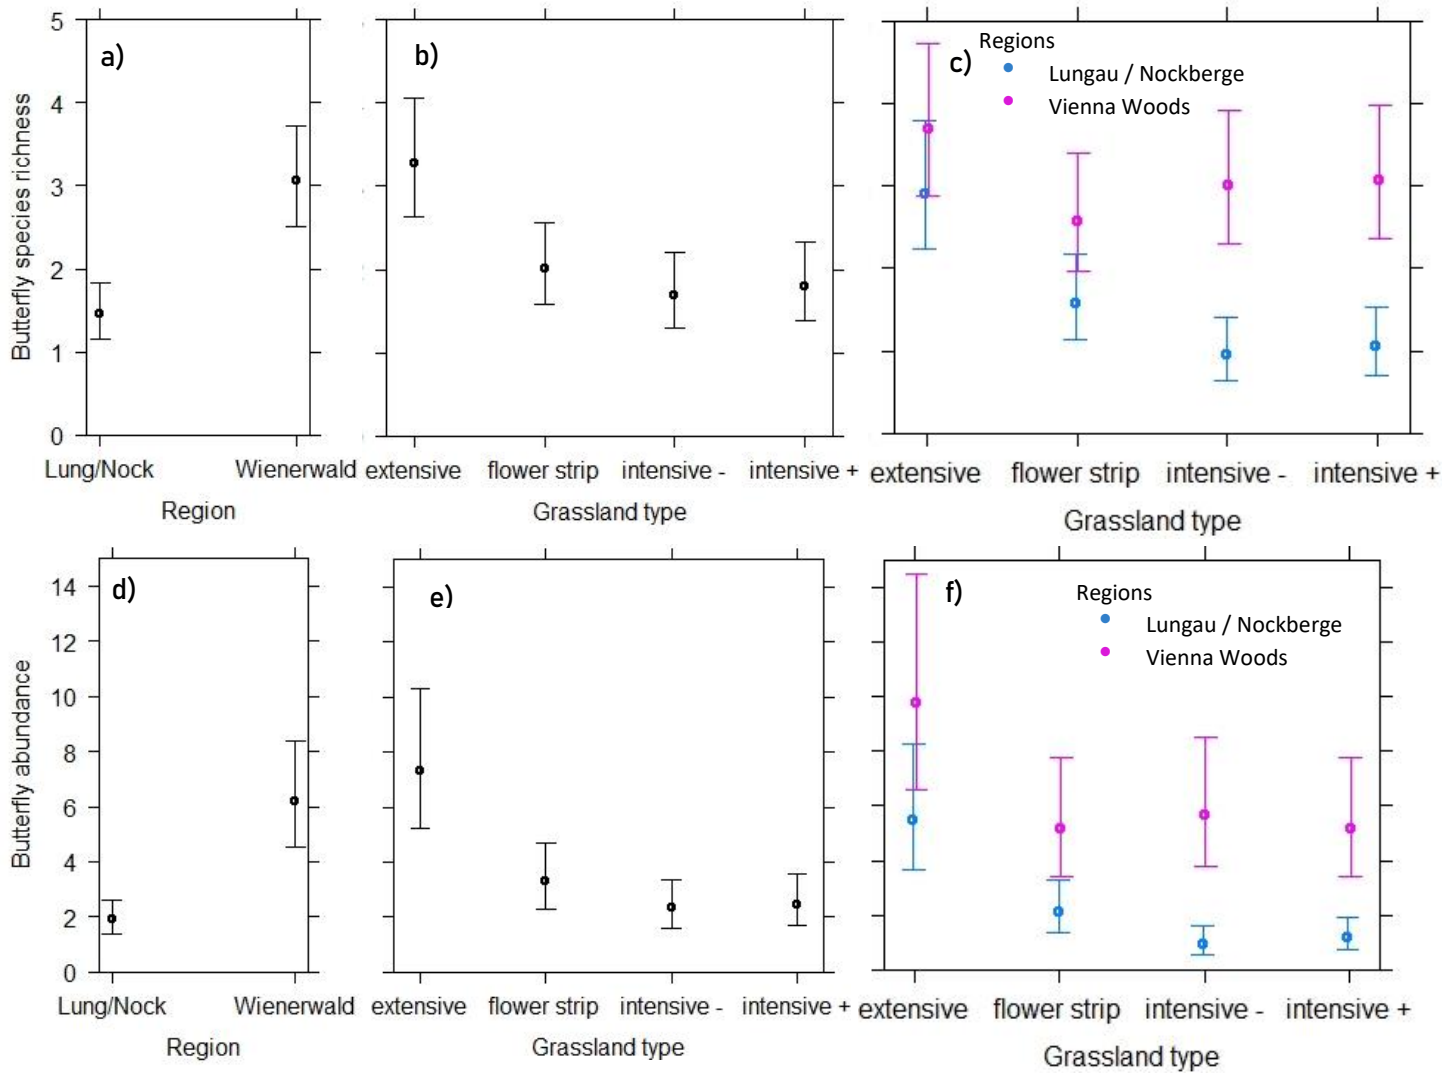 a)
b)
c)
Regions
Lungau / Nockberge
Vienna Woods
Butterfly species richness
5
4
3
2
1
0
Lung/Nock Wienerwald
Region
extensive flower strip intensive - intensive +
Grassland type
extensive flower strip intensive - intensive +
Grassland type
d)
e)
f)
Regions
Lungau / Nockberge
Vienna Woods
Butterfly abundance
14
12
10
8
6
4
2
0
Lung/Nock Wienerwald
Region
extensive flower strip intensive - intensive +
Grassland type
extensive flower strip intensive - intensive +
Grassland type